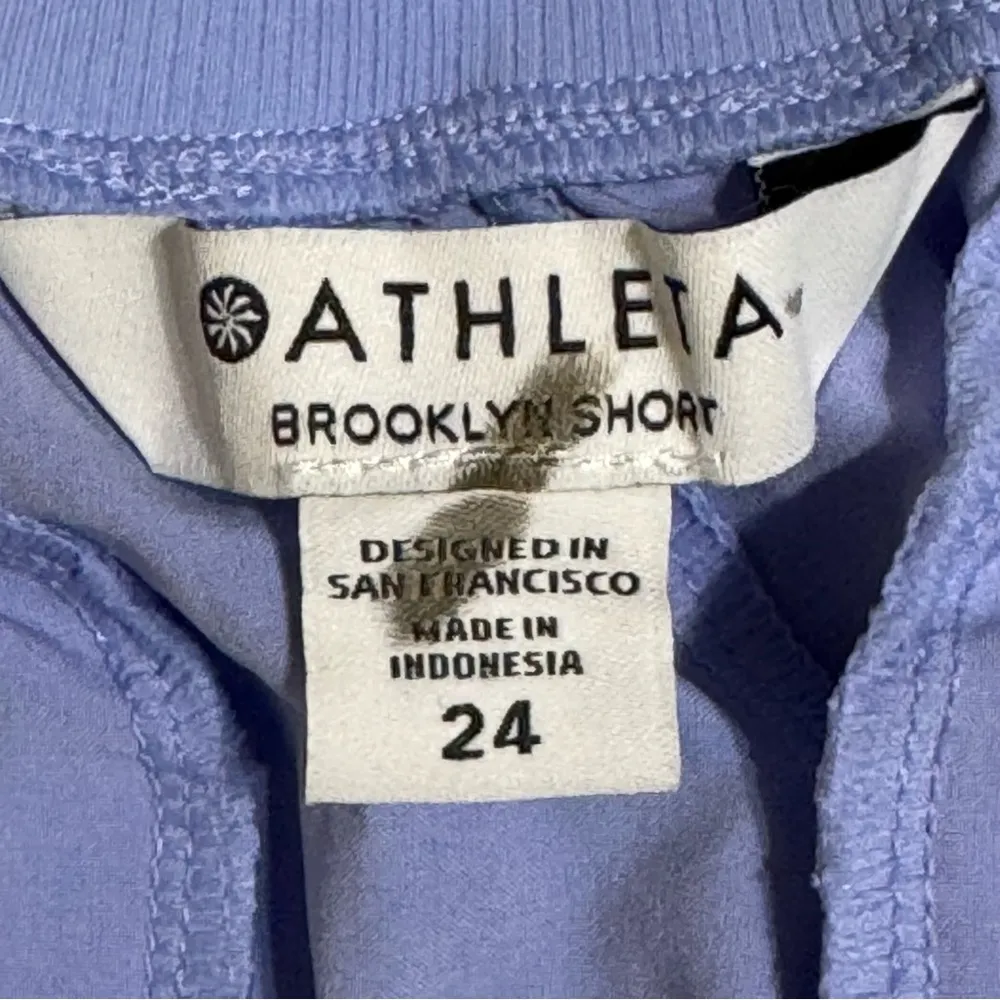 ATHLETA
BROOKLYN SHORT
DESIGNED IN
SAN FRANCISCO
MADE IN
INDONESIA
24